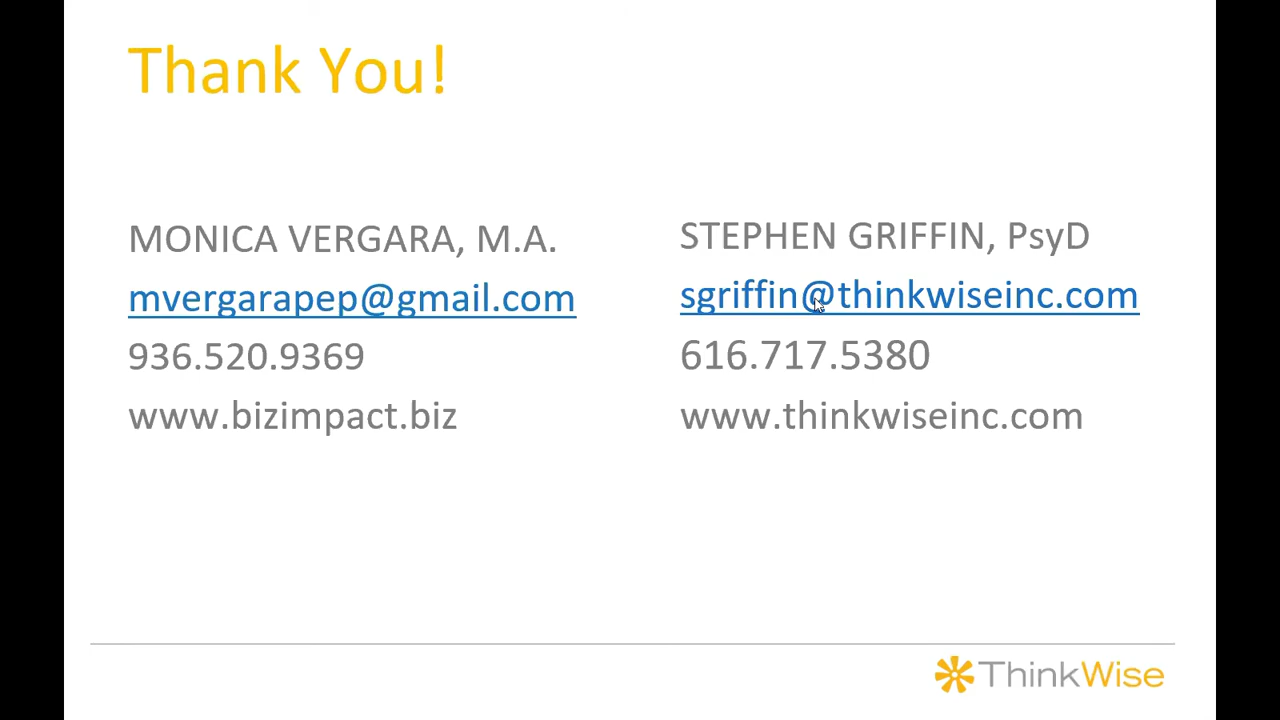 Thank You!
MONICA VERGARA, M.A.
mvergarapep@gmail.com
936.520.9369
www.bizimpact.biz
STEPHEN GRIFFIN, PsyD
sgriffin@thinkwiseinc.com
616.717.5380
www.thinkwiseinc.com
ThinkWise